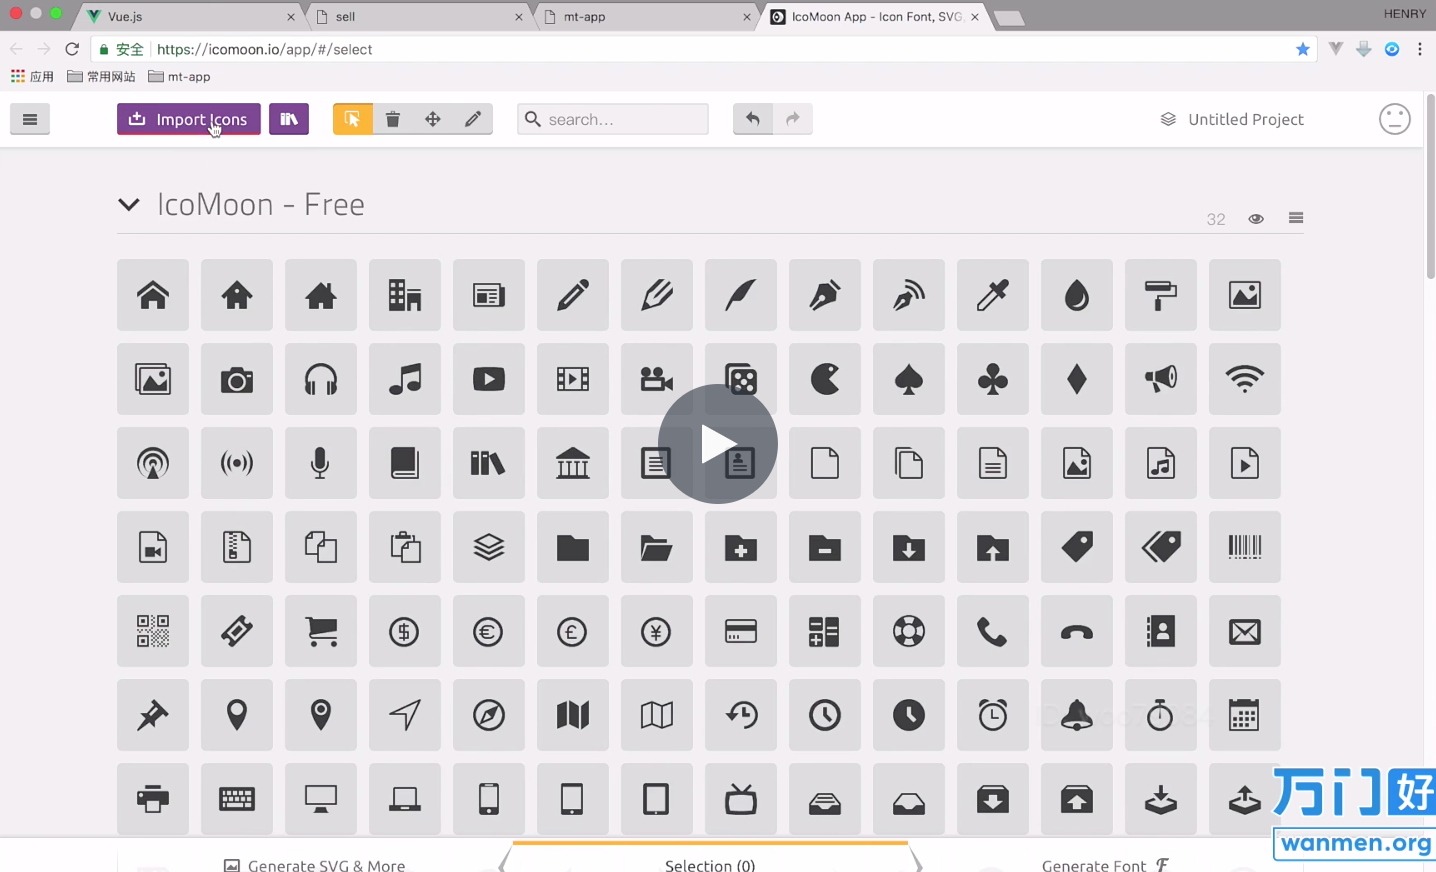 Vue.js
sell
mt-app
IcoMoon App - Icon Font, SVG,
HENRY
安全
https://icomoon.io/app/#/select
应用
常用网站
mt-app
Import Icons
search...
Untitled Project
IcoMoon - Free
32
万门好
wanmen.org
Generate SVG & More
Selection (0)
Generate Font